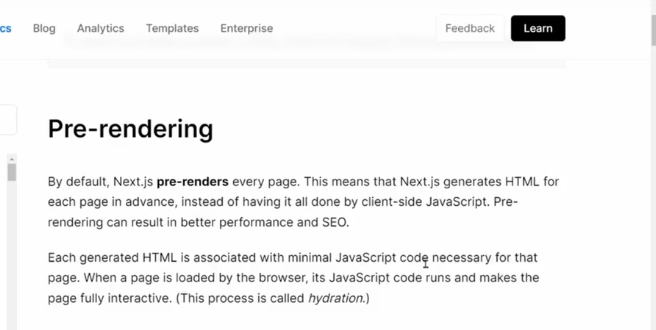 cs Blog Analytics Templates Enterprise Feedback Learn
Pre-rendering
By default, Next.js pre-renders every page. This means that Next.js generates HTML for
each page in advance, instead of having it all done by client-side JavaScript. Pre-
rendering can result in better performance and SEO.
Each generated HTML is associated with minimal JavaScript code necessary for that
page. When a page is loaded by the browser, its JavaScript code runs and makes the
page fully interactive. (This process is called hydration.)